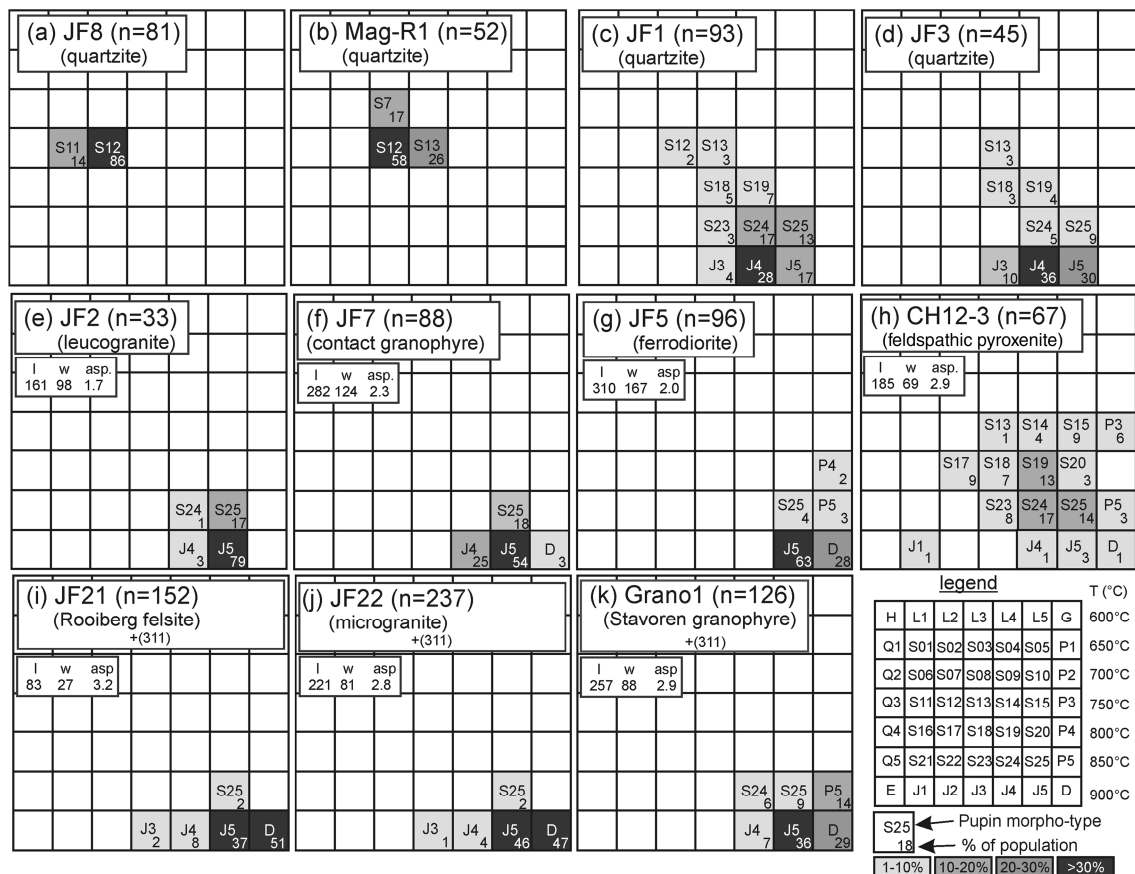 (a) JF8 (n=81)
(quartzite)
S11 S12
14 86
(b) Mag-R1 (n=52)
(quartzite)
S7
17
S12 S13
58 26
(c) JF1 (n=93)
(quartzite)
S12 S13
2 3
S18 S19
5 7
S23 S24 S25
3 17 13
J3 J4 J5
4 28 17
(d) JF3 (n=45)
(quartzite)
S13
3
S18 S19
3 4
S24 S25
5 9
J3 J4 J5
10 36 30
(e) JF2 (n=33)
(leucogranite)
l w asp.
161 98 1.7
S24 S25
1 17
J4 J5
3 79
(f) JF7 (n=88)
(contact granophyre)
l w asp.
282 124 2.3
S25
18
J4 J5 D
25 54 3
(g) JF5 (n=96)
(ferrodiorite)
l w asp
310 167 2.0
P4
2
S25 P5
4 3
J5 D
63 28
(h) CH12-3 (n=67)
(feldspathic pyroxenite)
l w asp.
185 69 2.9
S13 S14 S15 P3
1 4 9 6
S17 S18 S19 S20
9 7 13 3
S23 S24 S25 P5
8 17 14 3
J1 J4 J5 D
1 1 3 1
(i) JF21 (n=152)
(Rooiberg felsite)
+(311)
l w asp
83 27 3.2
S25
2
J3 J4 J5 D
2 8 37 51
(j) JF22 (n=237)
(microgranite)
+(311)
l w asp
221 81 2.8
S25
2
J3 J4 J5 D
1 4 46 47
(k) Grano1 (n=126)
(Stavoren granophyre)
+(311)
l w asp
257 88 2.9
S24 S25 P5
6 9 14
J4 J5 D
7 36 29
legend T (°C)
H L1 L2 L3 L4 L5 G 600°C
Q1 S01 S02 S03 S04 S05 P1 650°C
Q2 S06 S07 S08 S09 S10 P2 700°C
Q3 S11 S12 S13 S14 S15 P3 750°C
Q4 S16 S17 S18 S19 S20 P4 800°C
Q5 S21 S22 S23 S24 S25 P5 850°C
E J1 J2 J3 J4 J5 D 900°C
S25 Pupin morpho-type
18 % of population
1-10% 10-20% 20-30% >30%